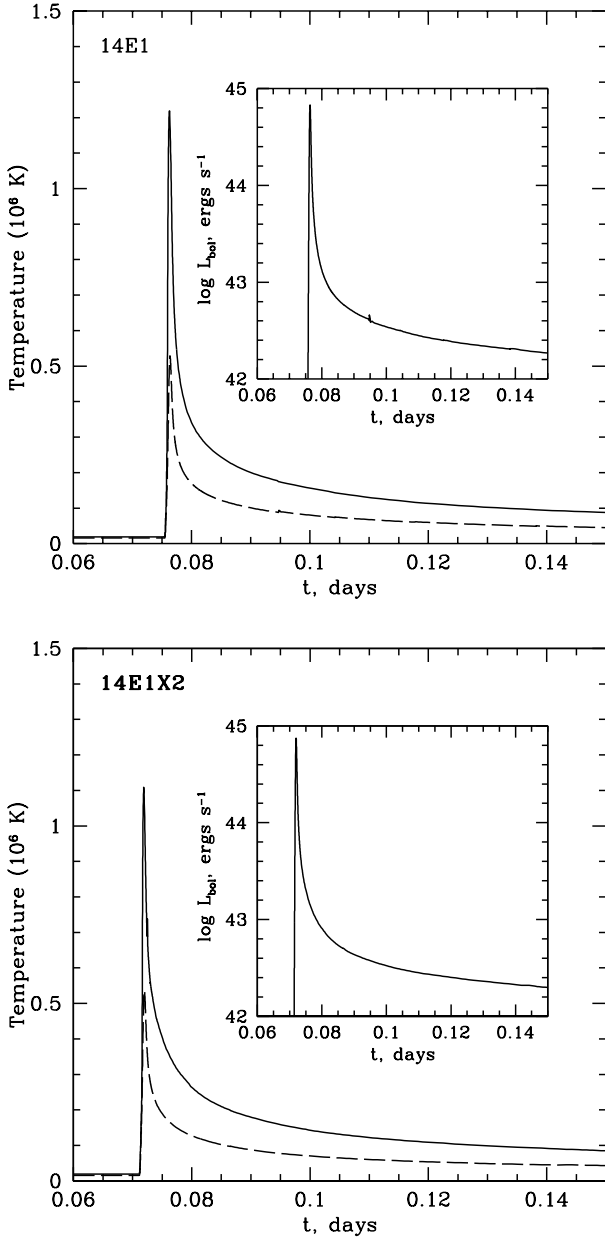 14E1
1.5
1
0.5
0
Temperature (10⁶ K)
0.06 0.08 0.1 0.12 0.14
t, days
45
44
43
42
log L_bol, ergs s⁻¹
0.06 0.08 0.1 0.12 0.14
t, days
14E1X2
1.5
1
0.5
0
Temperature (10⁶ K)
0.06 0.08 0.1 0.12 0.14
t, days
45
44
43
42
log L_bol, ergs s⁻¹
0.06 0.08 0.1 0.12 0.14
t, days